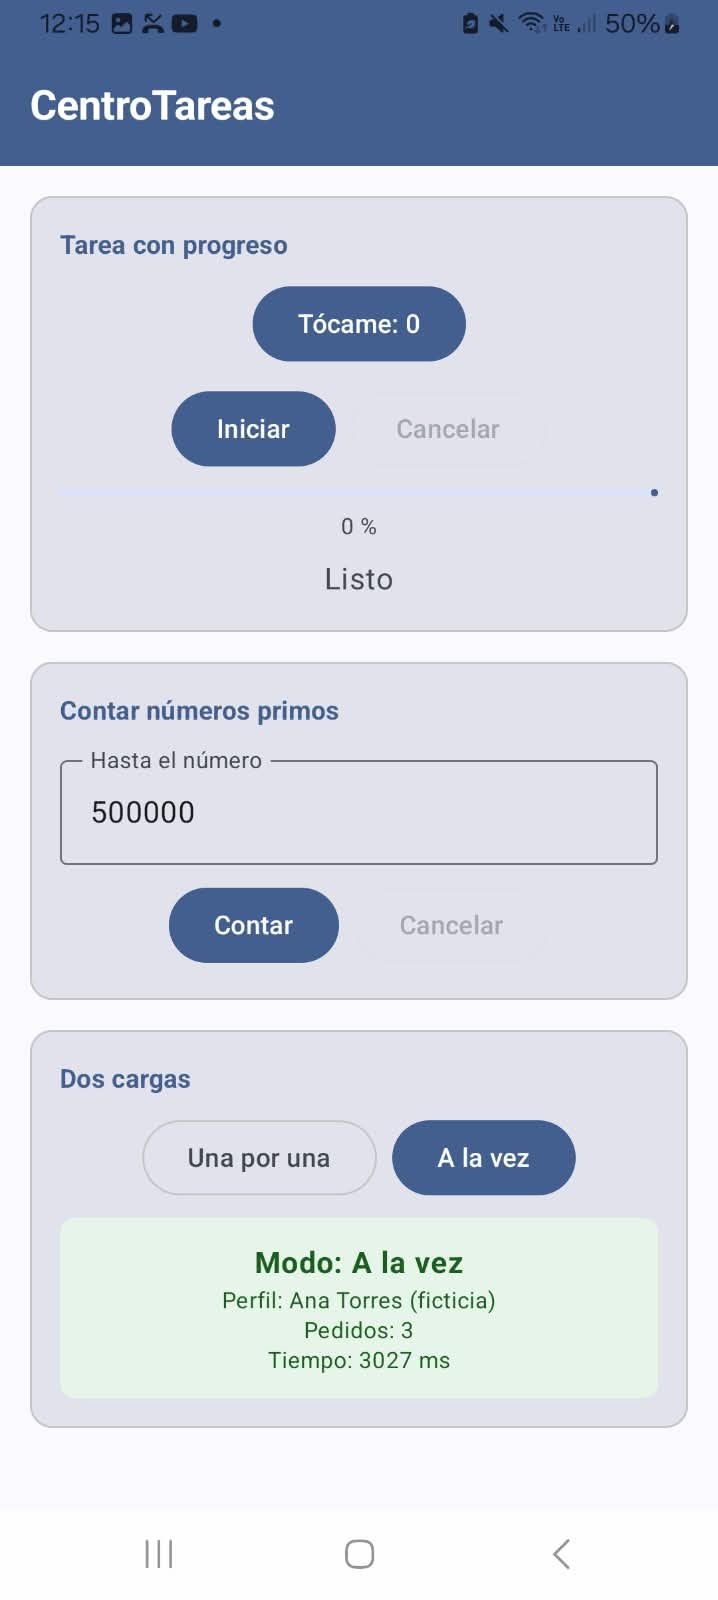 12:15
Vo LTE
50%
CentroTareas
Tarea con progreso
Tócame: 0
Iniciar Cancelar
0 %
Listo
Contar números primos
Hasta el número
500000
Contar Cancelar
Dos cargas
Una por una A la vez
Modo: A la vez
Perfil: Ana Torres (ficticia)
Pedidos: 3
Tiempo: 3027 ms